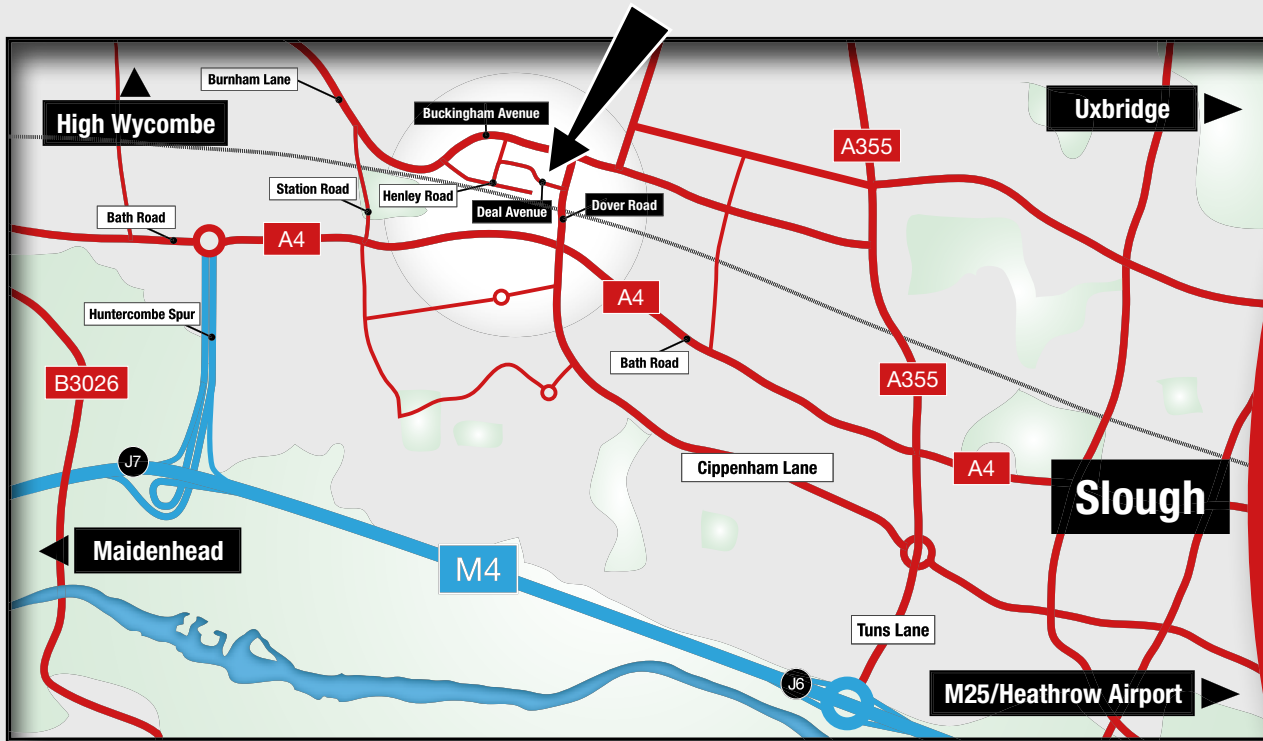 Burnham Lane
High Wycombe
Buckingham Avenue
Uxbridge
A355
Station Road
Henley Road
Deal Avenue
Dover Road
Bath Road
A4
Huntercombe Spur
A4
Bath Road
B3026
A355
J7
Cippenham Lane
A4
Slough
Maidenhead
M4
Tuns Lane
J6
M25/Heathrow Airport